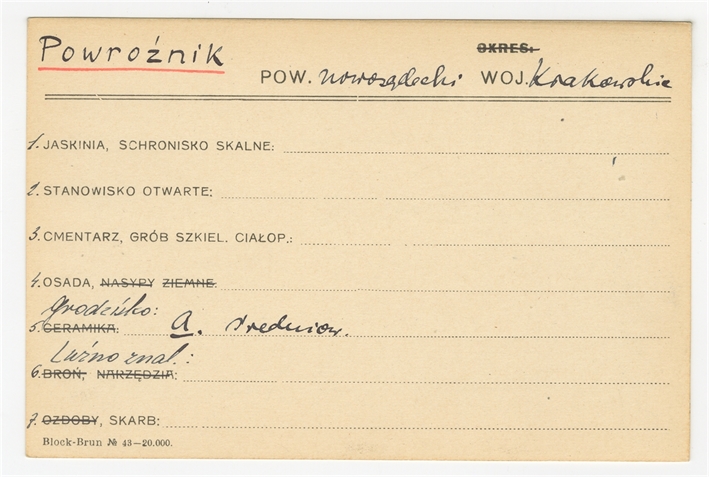 Powroźnik
OKRES:
POW. nowosądecki WOJ. Krakowskie
1. JASKINIA, SCHRONISKO SKALNE:
2. STANOWISKO OTWARTE:
3. CMENTARZ, GRÓB SZKIEL. CIAŁOP.:
4. OSADA, NASYPY ZIEMNE:
Grodzisko:
5. CERAMIKA: A. średniow.
Luźno znal.:
6. BROŃ, NARZĘDZIA:
7. OZDOBY, SKARB:
Block-Brun № 43—20.000.